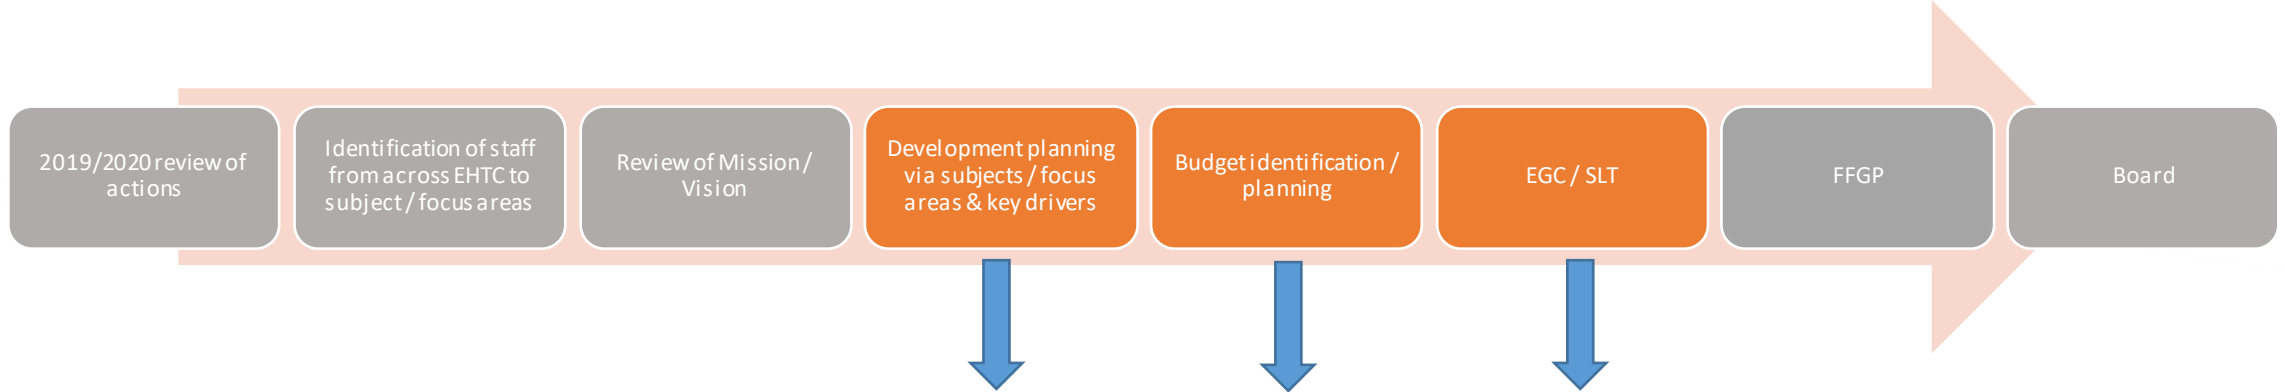 2019/2020 review of
actions
Identification of staff
from across EHTC to
subject / focus areas
Review of Mission /
Vision
Development planning
via subjects / focus
areas & key drivers
Budget identification /
planning
EGC / SLT
FFGP
Board